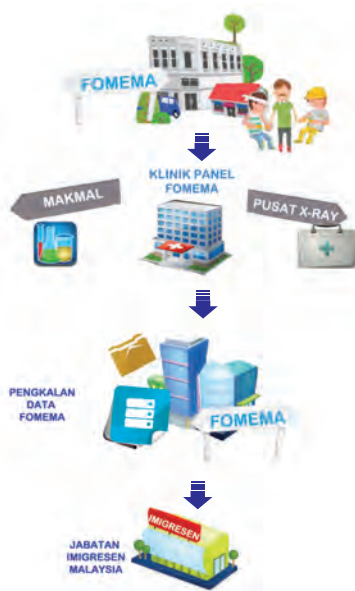 FOMEMA
KLINIK PANEL
FOMEMA
MAKMAL
PUSAT X-RAY
PENGKALAN
DATA
FOMEMA
FOMEMA
IMIGRESEN
JABATAN
IMIGRESEN
MALAYSIA